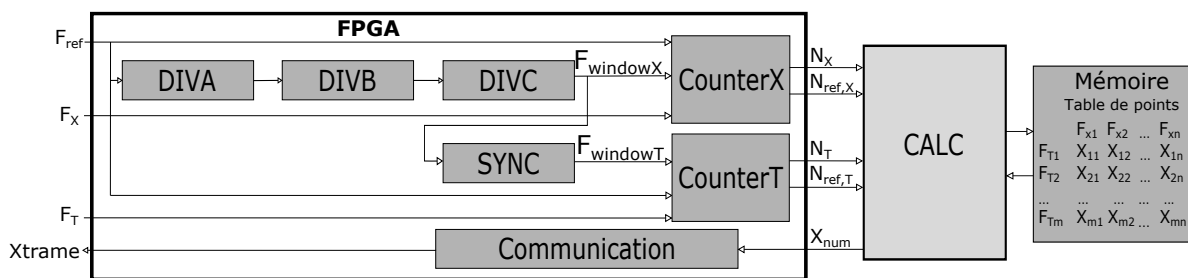 FPGA
F_ref
DIVA
DIVB
DIVC
F_windowX
CounterX
N_X
N_ref,X
F_X
SYNC
F_windowT
CounterT
N_T
N_ref,T
F_T
CALC
Mémoire
Table de points
F_x1 F_x2 ... F_xn
F_T1 X_11 X_12 ... X_1n
F_T2 X_21 X_22 ... X_2n
... ... ... ... ...
F_Tm X_m1 X_m2 ... X_mn
Xtrame
Communication
X_num